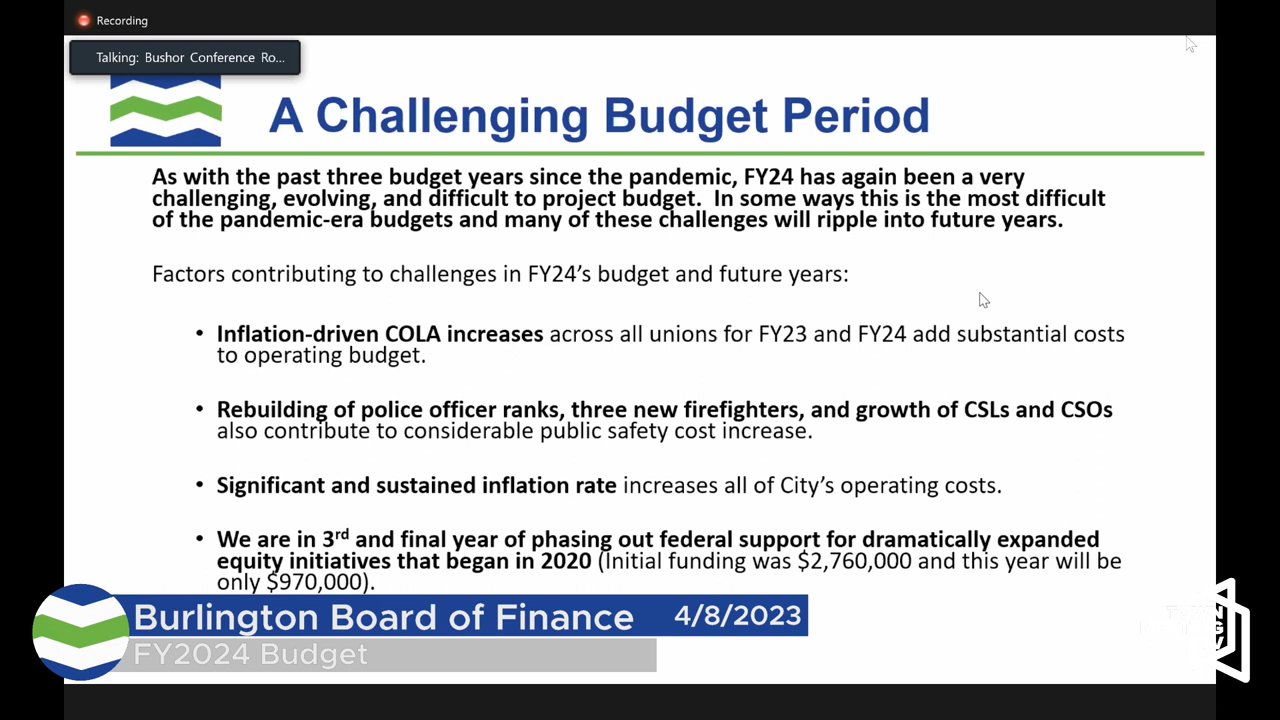 Recording
Talking: Bushor Conference Ro...
A Challenging Budget Period
As with the past three budget years since the pandemic, FY24 has again been a very
challenging, evolving, and difficult to project budget.  In some ways this is the most difficult
of the pandemic-era budgets and many of these challenges will ripple into future years.
Factors contributing to challenges in FY24’s budget and future years:
• Inflation-driven COLA increases across all unions for FY23 and FY24 add substantial costs
to operating budget.
• Rebuilding of police officer ranks, three new firefighters, and growth of CSLs and CSOs
also contribute to considerable public safety cost increase.
• Significant and sustained inflation rate increases all of City’s operating costs.
• We are in 3rd and final year of phasing out federal support for dramatically expanded
equity initiatives that began in 2020 (Initial funding was $2,760,000 and this year will be
only $970,000).
Burlington Board of Finance 4/8/2023
FY2024 Budget